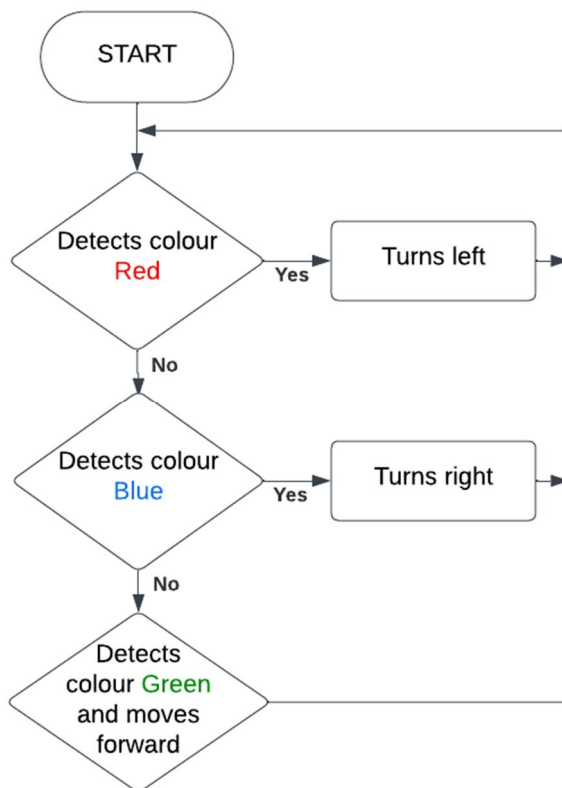 START
Detects colour
Red
Yes
Turns left
No
Detects colour
Blue
Yes
Turns right
No
Detects
colour Green
and moves
forward